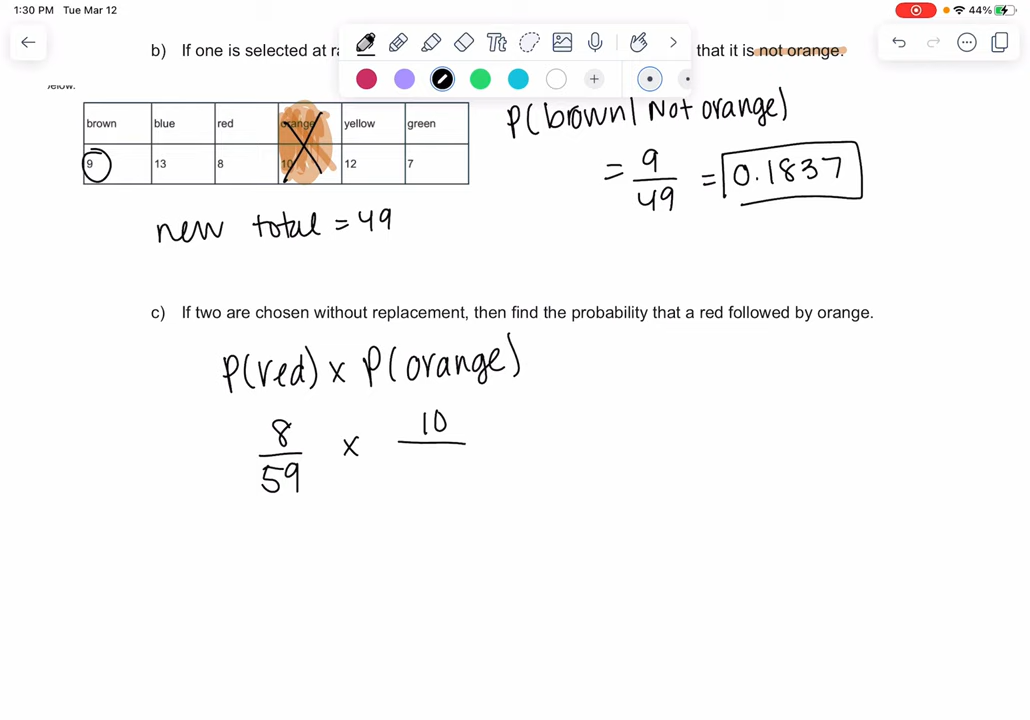 1:30 PM Tue Mar 12
44%
b) If one is selected at ra
that it is not orange.
Tt
yellow.
brown blue red orange yellow green
9 13 8 10 12 7
P(brown | Not orange)
= 9/49 = 0.1837
new total = 49
c) If two are chosen without replacement, then find the probability that a red followed by orange.
P(red) x P(orange)
8 x 10
59